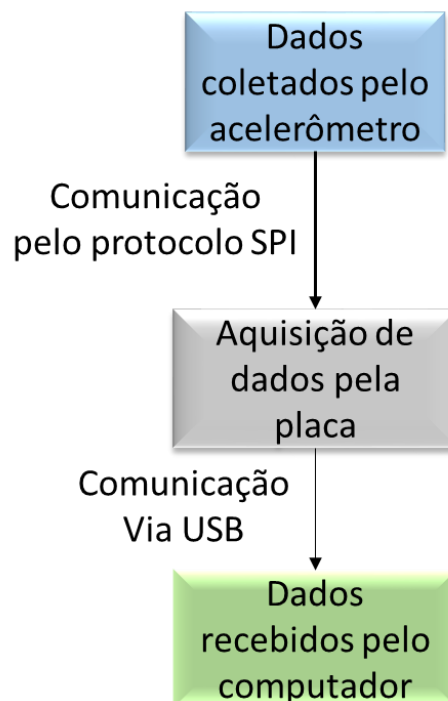 Dados
coletados pelo
acelerômetro
Comunicação
pelo protocolo SPI
Aquisição de
dados pela
placa
Comunicação
Via USB
Dados
recebidos pelo
computador